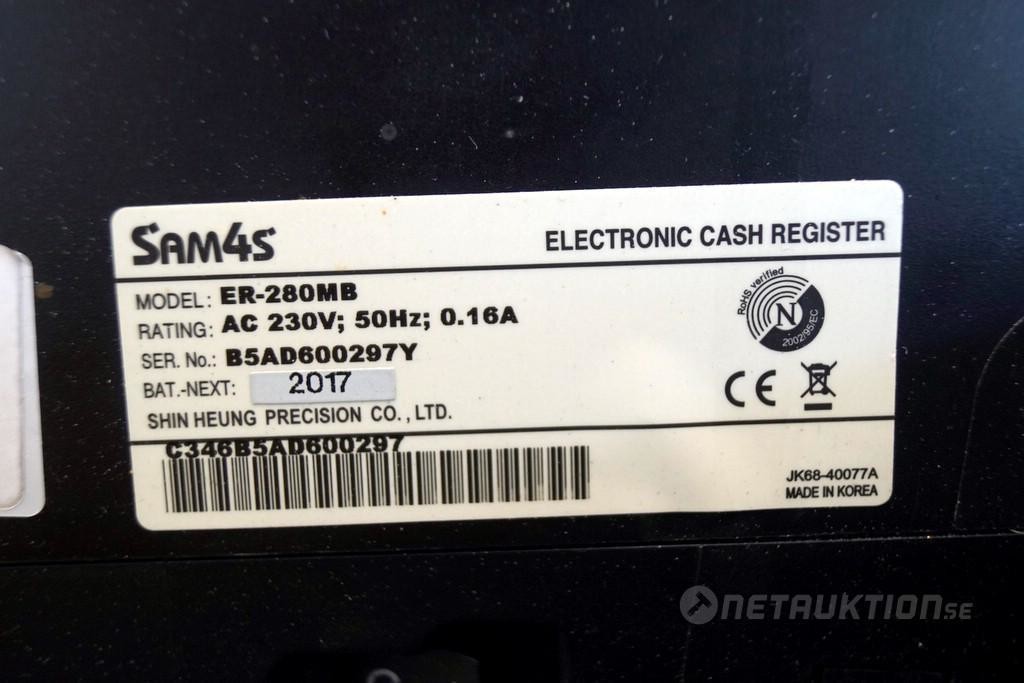 SAM4S
ELECTRONIC CASH REGISTER
MODEL: ER-280MB
RATING: AC 230V; 50Hz; 0.16A
SER. No.: B5AD600297Y
BAT.-NEXT: 2017
SHIN HEUNG PRECISION CO., LTD.
RoHS verified
N
2002/95/EC
CE
C346B5AD600297
JK68-40077A
MADE IN KOREA
NETAUKTION.SE